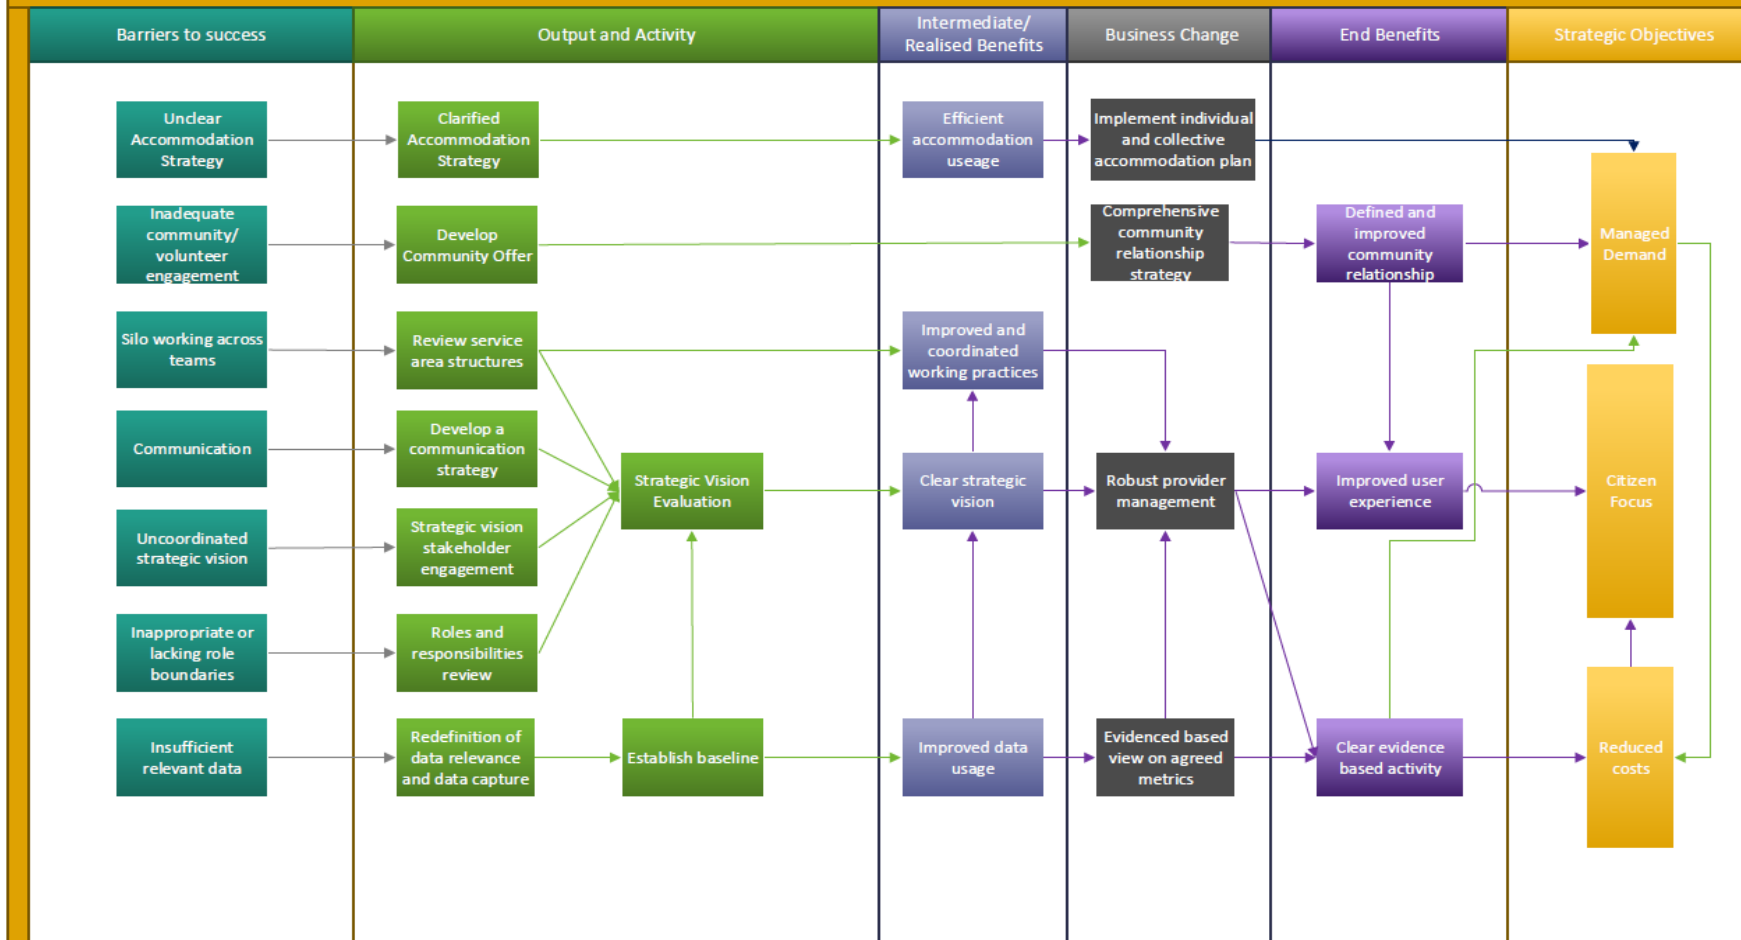 Barriers to success
Output and Activity
Intermediate/
Realised Benefits
Business Change
End Benefits
Strategic Objectives
Unclear
Accommodation
Strategy
Clarified
Accommodation
Strategy
Efficient
accommodation
useage
Implement individual
and collective
accommodation plan
Inadequate
community/
volunteer
engagement
Develop
Community Offer
Comprehensive
community
relationship
strategy
Defined and
improved
community
relationship
Managed
Demand
Silo working across
teams
Review service
area structures
Improved and
coordinated
working practices
Communication
Develop a
communication
strategy
Strategic Vision
Evaluation
Clear strategic
vision
Robust provider
management
Improved user
experience
Citizen
Focus
Uncoordinated
strategic vision
Strategic vision
stakeholder
engagement
Inappropriate or
lacking role
boundaries
Roles and
responsibilities
review
Insufficient
relevant data
Redefinition of
data relevance
and data capture
Establish baseline
Improved data
usage
Evidenced based
view on agreed
metrics
Clear evidence
based activity
Reduced
costs